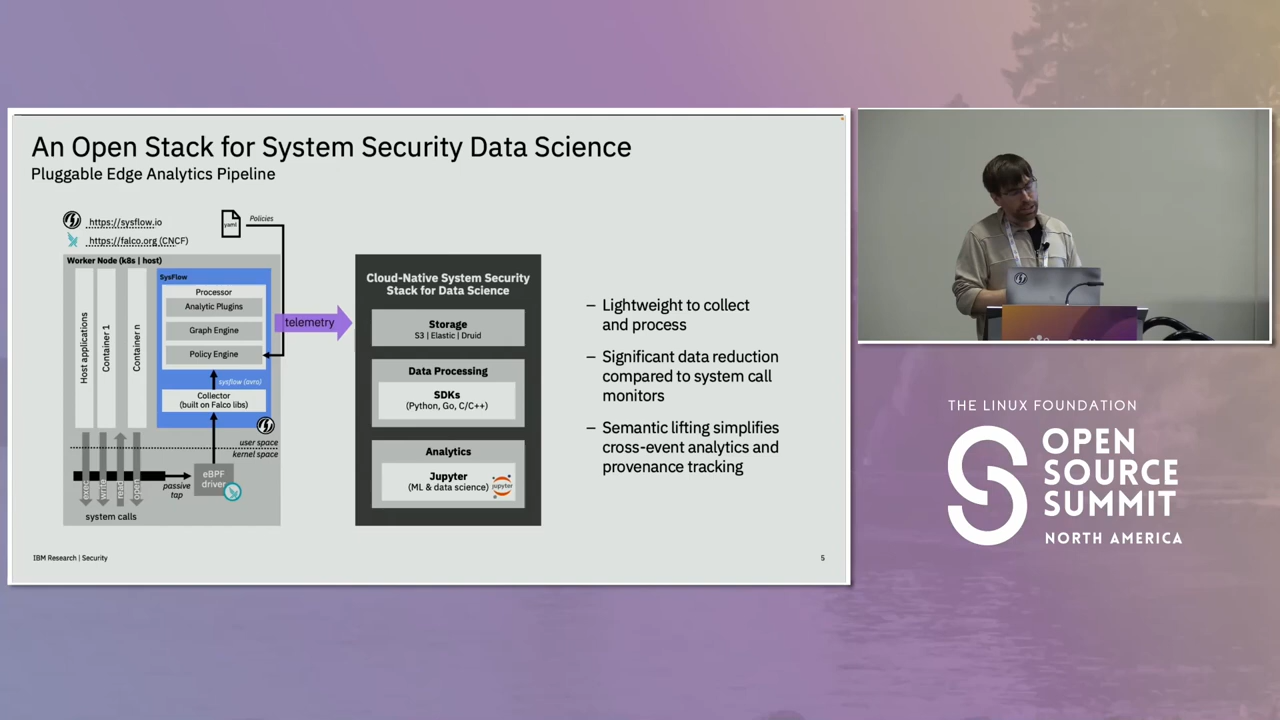 An Open Stack for System Security Data Science
Pluggable Edge Analytics Pipeline
https://sysflow.io
https://falco.org (CNCF)
yaml
Policies
Worker Node (k8s | host)
Host applications
Container 1
Container n
SysFlow
Processor
Analytic Plugins
Graph Engine
Policy Engine
sysflow (avro)
Collector
(built on Falco libs)
user space
kernel space
exec
write
read
open
passive
tap
eBPF
driver
system calls
telemetry
Cloud-Native System Security
Stack for Data Science
Storage
S3 | Elastic | Druid
Data Processing
SDKs
(Python, Go, C/C++)
Analytics
Jupyter
(ML & data science)
jupyter
– Lightweight to collect
and process
– Significant data reduction
compared to system call
monitors
– Semantic lifting simplifies
cross-event analytics and
provenance tracking
IBM Research | Security
5
THE LINUX FOUNDATION
OPEN
SOURCE
SUMMIT
NORTH AMERICA